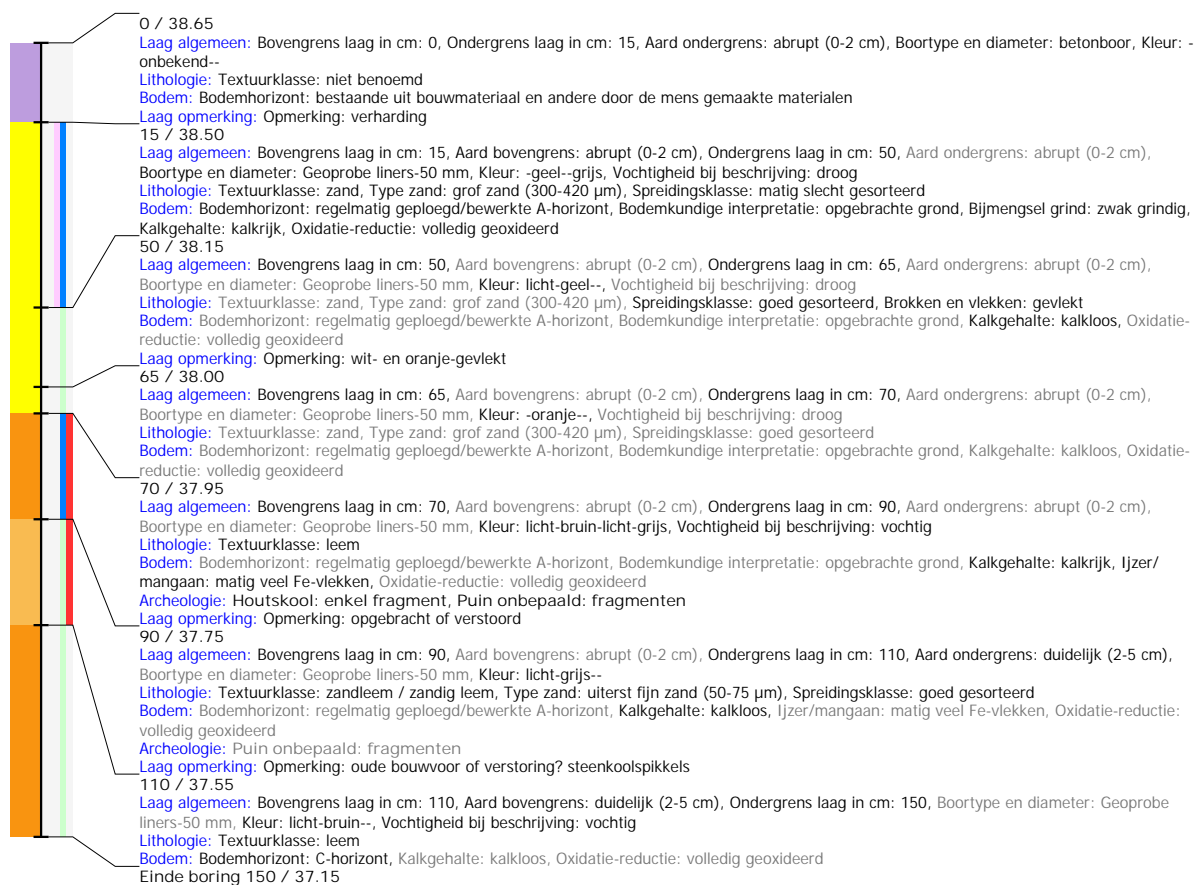 0 / 38.65
Laag algemeen: Bovengrens laag in cm: 0, Ondergrens laag in cm: 15, Aard ondergrens: abrupt (0-2 cm), Boortype en diameter: betonboor, Kleur: -
onbekend--
Lithologie: Textuurklasse: niet benoemd
Bodem: Bodemhorizont: bestaande uit bouwmateriaal en andere door de mens gemaakte materialen
Laag opmerking: Opmerking: verharding
15 / 38.50
Laag algemeen: Bovengrens laag in cm: 15, Aard bovengrens: abrupt (0-2 cm), Ondergrens laag in cm: 50, Aard ondergrens: abrupt (0-2 cm),
Boortype en diameter: Geoprobe liners-50 mm, Kleur: -geel--grijs, Vochtigheid bij beschrijving: droog
Lithologie: Textuurklasse: zand, Type zand: grof zand (300-420 µm), Spreidingsklasse: matig slecht gesorteerd
Bodem: Bodemhorizont: regelmatig geploegd/bewerkte A-horizont, Bodemkundige interpretatie: opgebrachte grond, Bijmengsel grind: zwak grindig,
Kalkgehalte: kalkrijk, Oxidatie-reductie: volledig geoxideerd
50 / 38.15
Laag algemeen: Bovengrens laag in cm: 50, Aard bovengrens: abrupt (0-2 cm), Ondergrens laag in cm: 65, Aard ondergrens: abrupt (0-2 cm),
Boortype en diameter: Geoprobe liners-50 mm, Kleur: licht-geel--, Vochtigheid bij beschrijving: droog
Lithologie: Textuurklasse: zand, Type zand: grof zand (300-420 µm), Spreidingsklasse: goed gesorteerd, Brokken en vlekken: gevlekt
Bodem: Bodemhorizont: regelmatig geploegd/bewerkte A-horizont, Bodemkundige interpretatie: opgebrachte grond, Kalkgehalte: kalkloos, Oxidatie-
reductie: volledig geoxideerd
Laag opmerking: Opmerking: wit- en oranje-gevlekt
65 / 38.00
Laag algemeen: Bovengrens laag in cm: 65, Aard bovengrens: abrupt (0-2 cm), Ondergrens laag in cm: 70, Aard ondergrens: abrupt (0-2 cm),
Boortype en diameter: Geoprobe liners-50 mm, Kleur: -oranje--, Vochtigheid bij beschrijving: droog
Lithologie: Textuurklasse: zand, Type zand: grof zand (300-420 µm), Spreidingsklasse: goed gesorteerd
Bodem: Bodemhorizont: regelmatig geploegd/bewerkte A-horizont, Bodemkundige interpretatie: opgebrachte grond, Kalkgehalte: kalkloos, Oxidatie-
reductie: volledig geoxideerd
70 / 37.95
Laag algemeen: Bovengrens laag in cm: 70, Aard bovengrens: abrupt (0-2 cm), Ondergrens laag in cm: 90, Aard ondergrens: abrupt (0-2 cm),
Boortype en diameter: Geoprobe liners-50 mm, Kleur: licht-bruin-licht-grijs, Vochtigheid bij beschrijving: vochtig
Lithologie: Textuurklasse: leem
Bodem: Bodemhorizont: regelmatig geploegd/bewerkte A-horizont, Bodemkundige interpretatie: opgebrachte grond, Kalkgehalte: kalkrijk, Ijzer/
mangaan: matig veel Fe-vlekken, Oxidatie-reductie: volledig geoxideerd
Archeologie: Houtskool: enkel fragment, Puin onbepaald: fragmenten
Laag opmerking: Opmerking: opgebracht of verstoord
90 / 37.75
Laag algemeen: Bovengrens laag in cm: 90, Aard bovengrens: abrupt (0-2 cm), Ondergrens laag in cm: 110, Aard ondergrens: duidelijk (2-5 cm),
Boortype en diameter: Geoprobe liners-50 mm, Kleur: licht-grijs--
Lithologie: Textuurklasse: zandleem / zandig leem, Type zand: uiterst fijn zand (50-75 µm), Spreidingsklasse: goed gesorteerd
Bodem: Bodemhorizont: regelmatig geploegd/bewerkte A-horizont, Kalkgehalte: kalkloos, Ijzer/mangaan: matig veel Fe-vlekken, Oxidatie-reductie:
volledig geoxideerd
Archeologie: Puin onbepaald: fragmenten
Laag opmerking: Opmerking: oude bouwvoor of verstoring? steenkoolspikkels
110 / 37.55
Laag algemeen: Bovengrens laag in cm: 110, Aard bovengrens: duidelijk (2-5 cm), Ondergrens laag in cm: 150, Boortype en diameter: Geoprobe
liners-50 mm, Kleur: licht-bruin--, Vochtigheid bij beschrijving: vochtig
Lithologie: Textuurklasse: leem
Bodem: Bodemhorizont: C-horizont, Kalkgehalte: kalkloos, Oxidatie-reductie: volledig geoxideerd
Einde boring 150 / 37.15